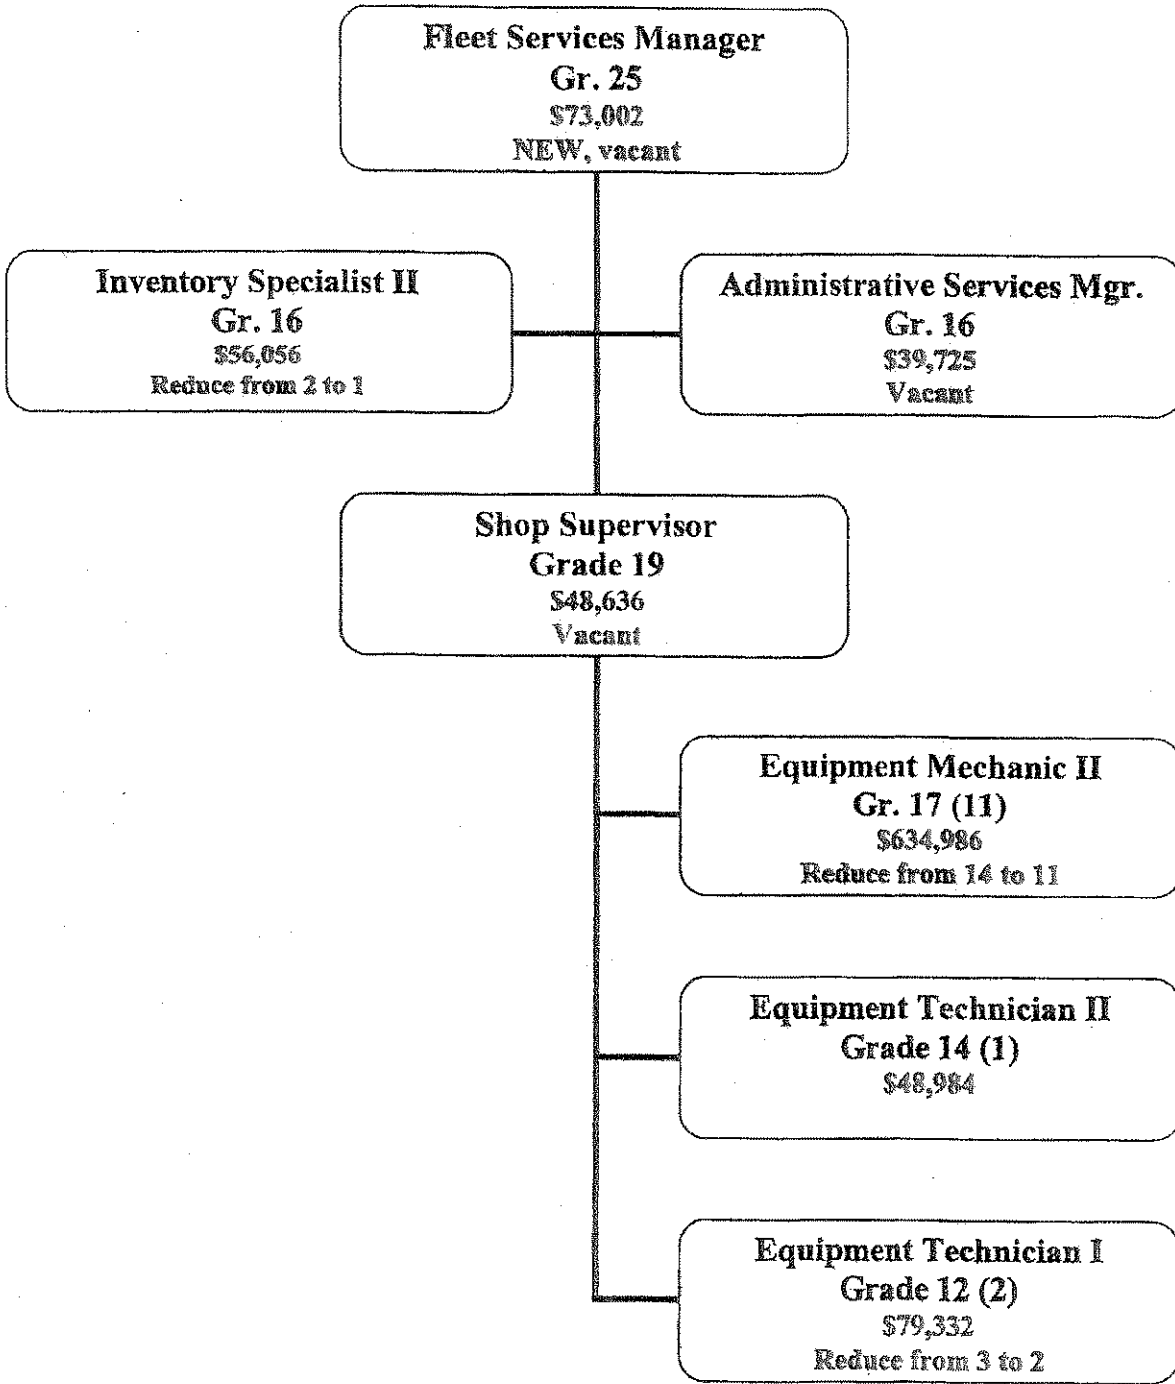 Fleet Services Manager
Gr. 25
$73,002
NEW, vacant
Inventory Specialist II
Gr. 16
$56,056
Reduce from 2 to 1
Administrative Services Mgr.
Gr. 16
$39,725
Vacant
Shop Supervisor
Grade 19
$48,636
Vacant
Equipment Mechanic II
Gr. 17 (11)
$634,986
Reduce from 14 to 11
Equipment Technician II
Grade 14 (1)
$48,984
Equipment Technician I
Grade 12 (2)
$79,332
Reduce from 3 to 2